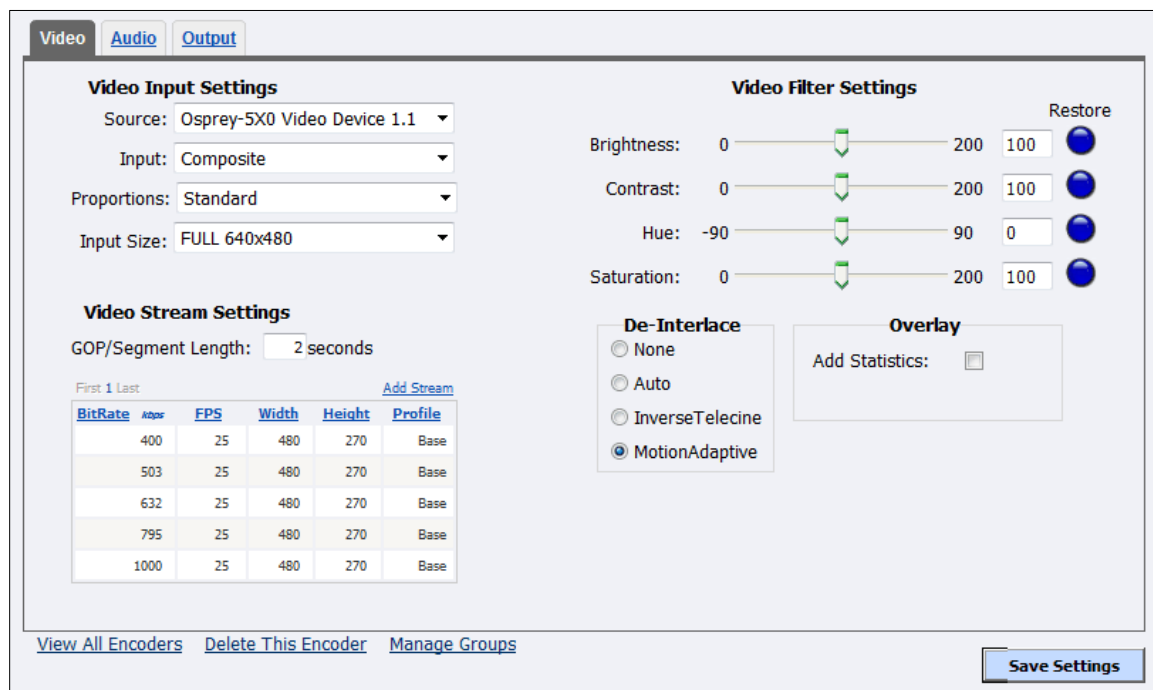 Video Audio Output
Video Input Settings
Source: Osprey-5X0 Video Device 1.1
Input: Composite
Proportions: Standard
Input Size: FULL 640x480
Video Stream Settings
GOP/Segment Length: 2 seconds
First 1 Last Add Stream
BitRate kbps FPS Width Height Profile
400 25 480 270 Base
503 25 480 270 Base
632 25 480 270 Base
795 25 480 270 Base
1000 25 480 270 Base
Video Filter Settings
Restore
Brightness: 0 200 100
Contrast: 0 200 100
Hue: -90 90 0
Saturation: 0 200 100
De-Interlace
None
Auto
InverseTelecine
MotionAdaptive
Overlay
Add Statistics:
View All Encoders Delete This Encoder Manage Groups
Save Settings